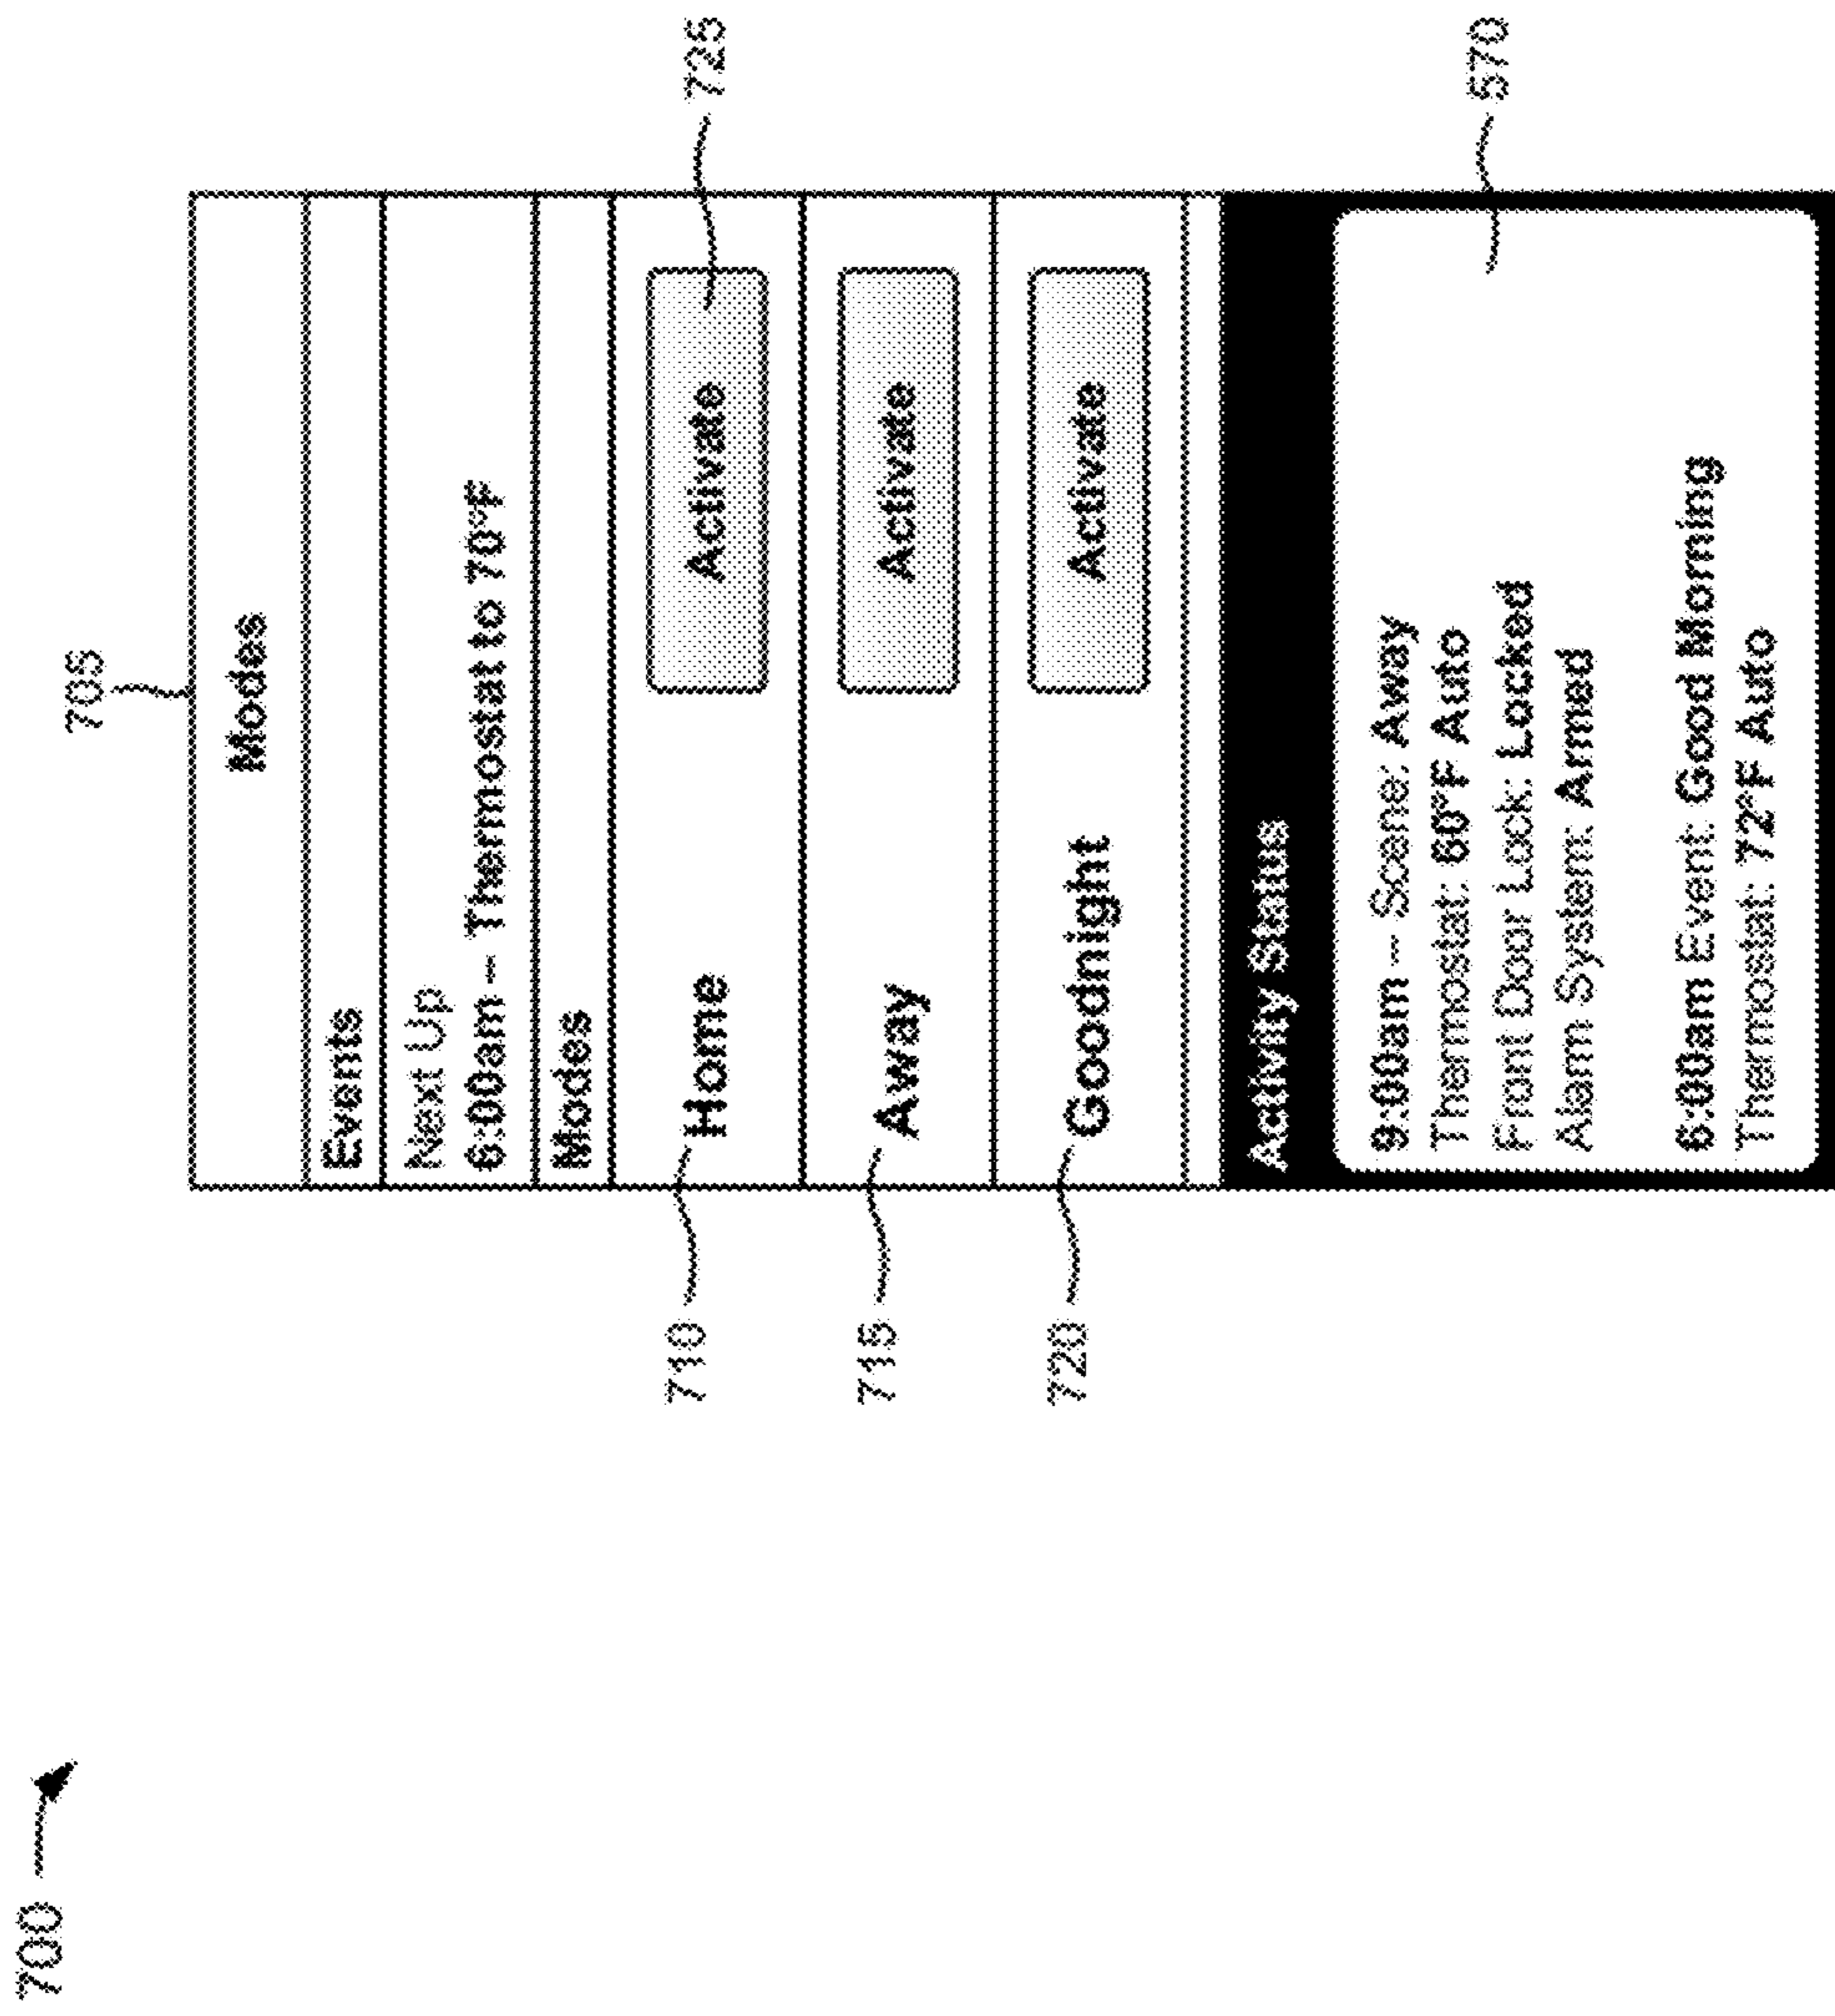 700
705
Modes
Events
Next Up
6:00am – Thermostat to 70°F
Modes
710
Home
Activate
725
715
Away
Activate
720
Goodnight
Activate
Activity Status
9:00am – Scene: Away
Thermostat: 60°F Auto
570
Front Door Lock: Locked
Alarm System: Armed
6:00am Event: Good Morning
Thermostat: 72°F Auto